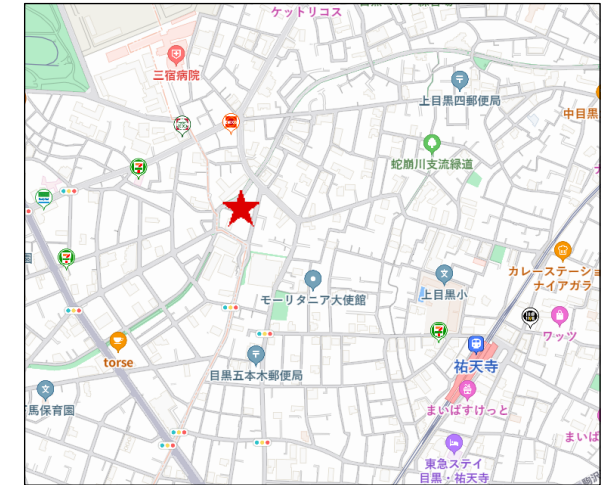 ケットリコス
三宿病院
上目黒四郵便局
中目黒
蛇崩川支流緑道
カレーステーショ
ナイアガラ
モーリタニア大使館
上目黒小
ワッツ
torse
祐天寺
目黒五本木郵便局
まいばすけっと
馬保育園
まいば
東急ステイ
目黒・祐天寺
駒沢